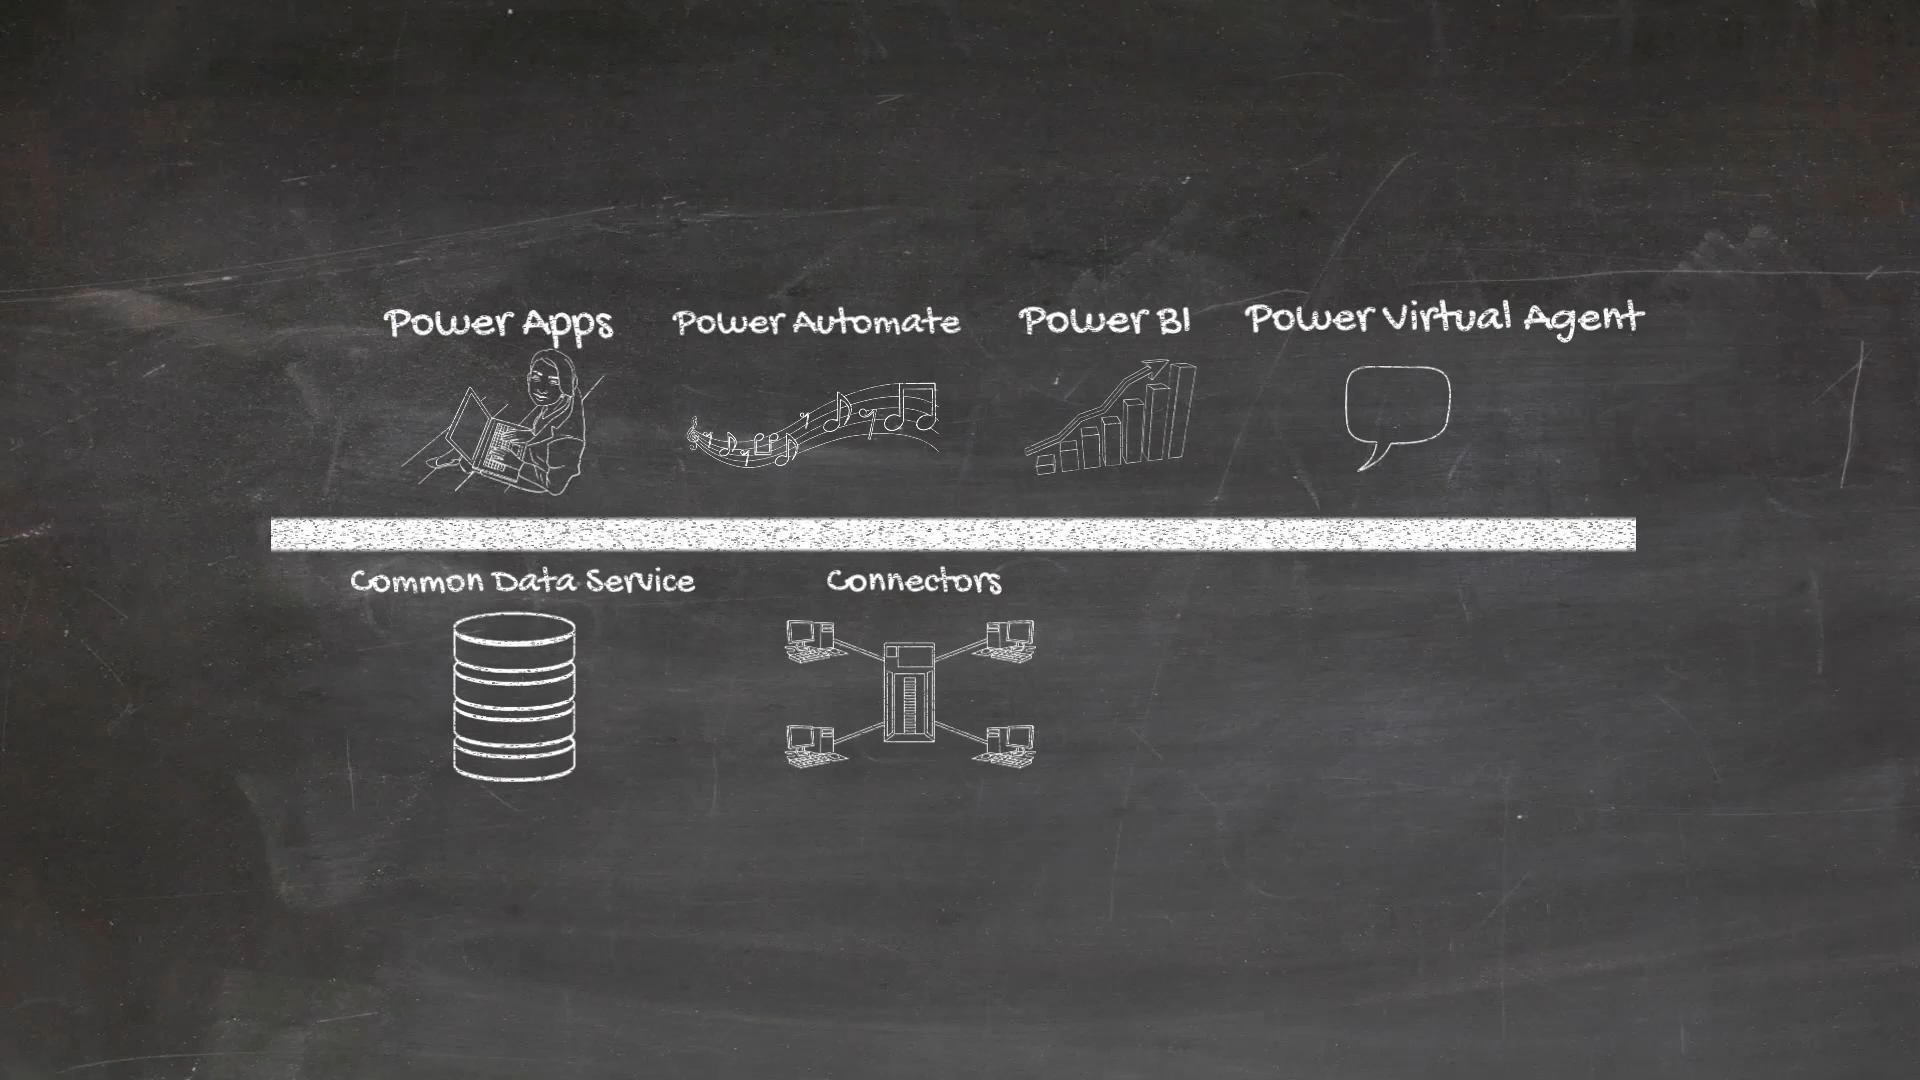 Power Apps
Power Automate
Power BI
Power Virtual Agent
Common Data Service
Connectors